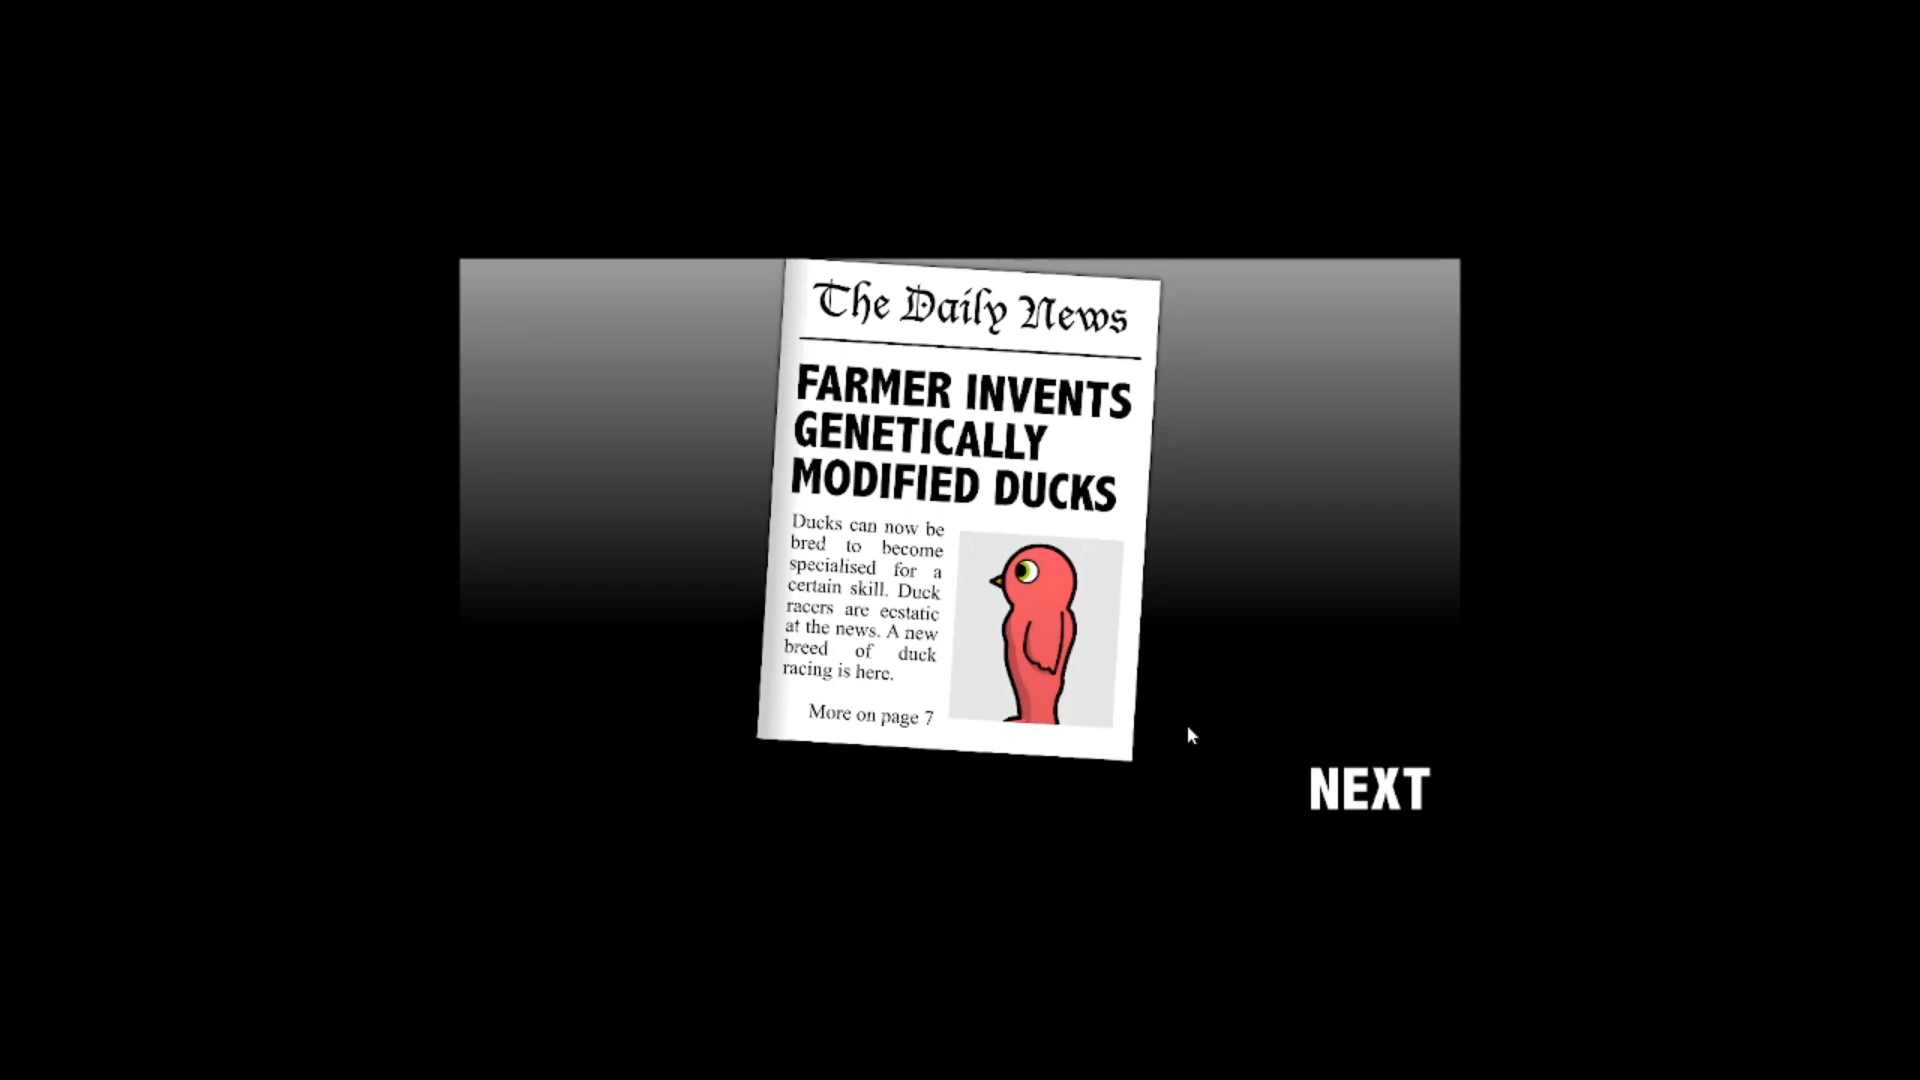 The Daily News
FARMER INVENTS
GENETICALLY
MODIFIED DUCKS
Ducks can now be
bred to become
specialised for a
certain skill. Duck
racers are ecstatic
at the news. A new
breed of duck
racing is here.
More on page 7
NEXT